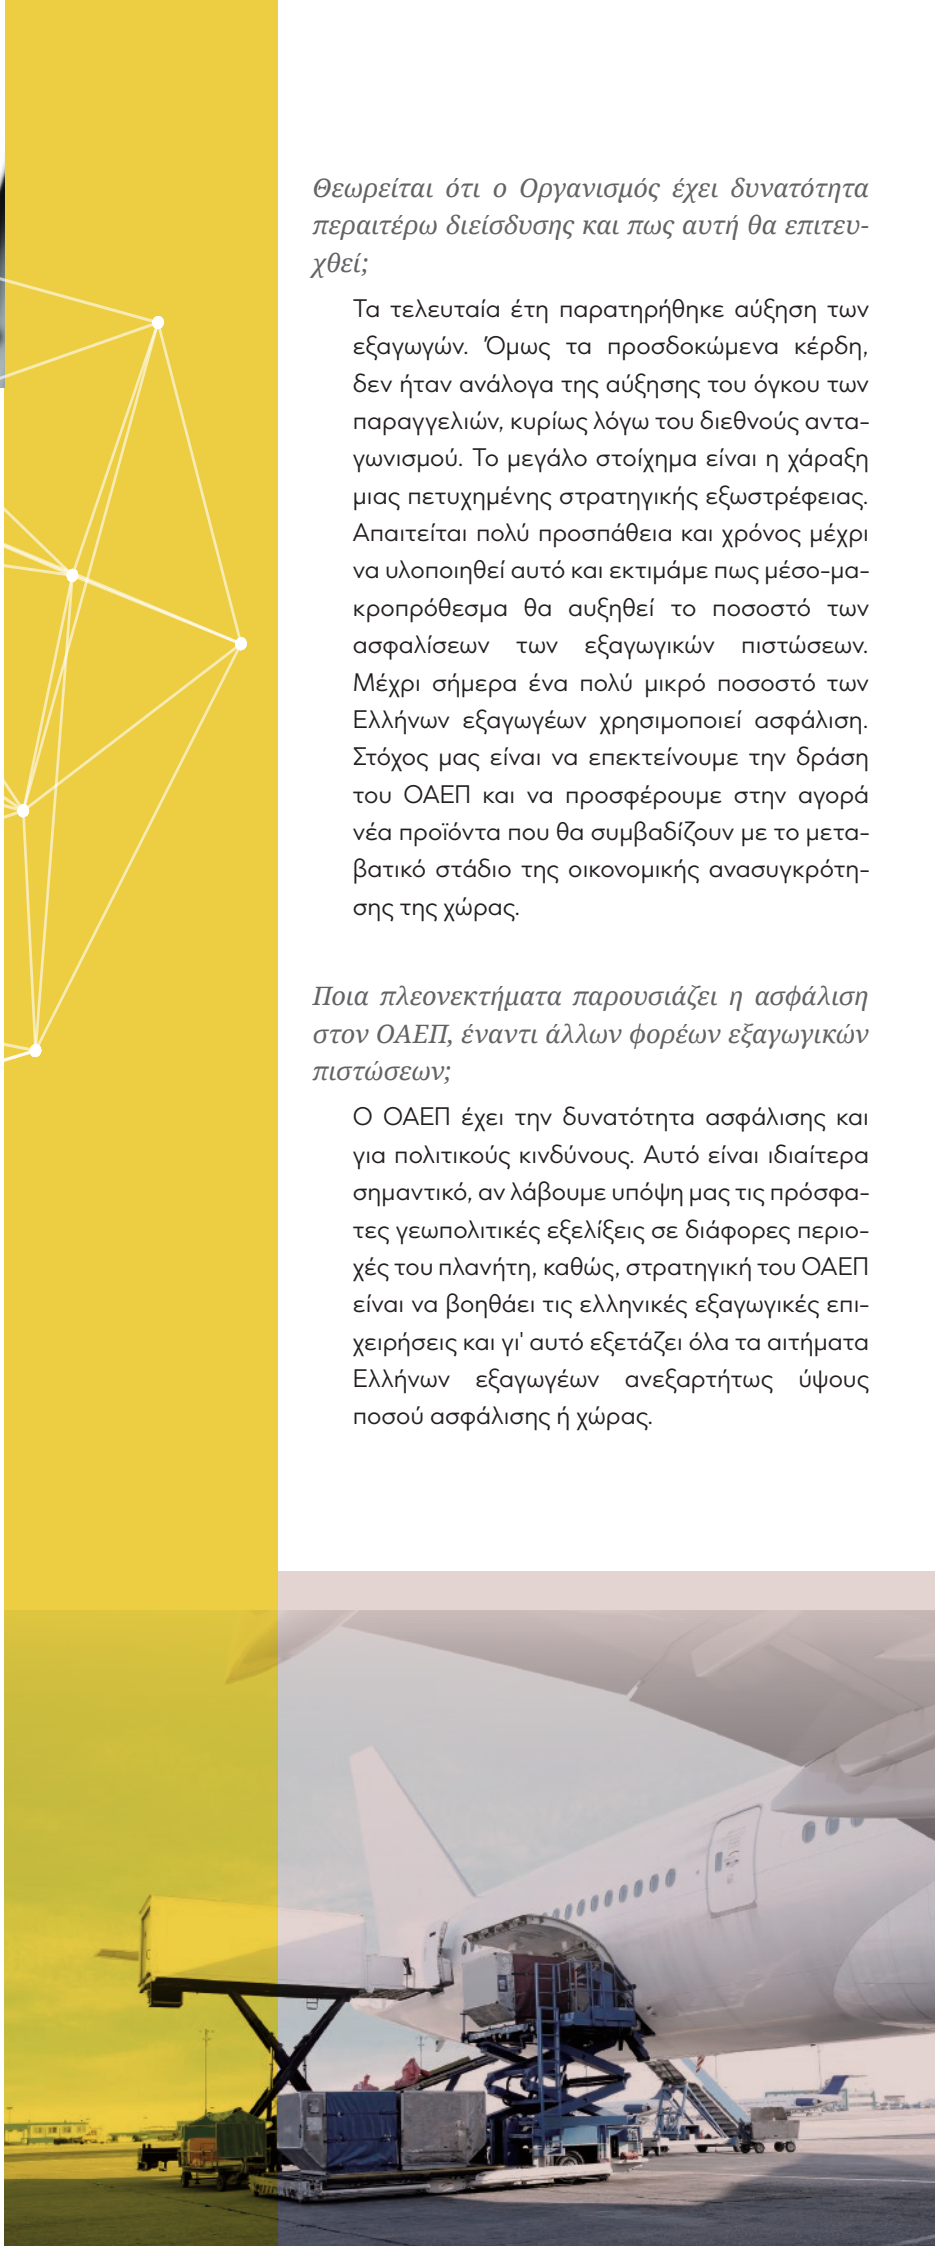 Θεωρείται ότι ο Οργανισμός έχει δυνατότητα
περαιτέρω διείσδυσης και πως αυτή θα επιτευ-
χθεί;
Τα τελευταία έτη παρατηρήθηκε αύξηση των
εξαγωγών. Όμως τα προσδοκώμενα κέρδη,
δεν ήταν ανάλογα της αύξησης του όγκου των
παραγγελιών, κυρίως λόγω του διεθνούς αντα-
γωνισμού. Το μεγάλο στοίχημα είναι η χάραξη
μιας πετυχημένης στρατηγικής εξωστρέφειας.
Απαιτείται πολύ προσπάθεια και χρόνος μέχρι
να υλοποιηθεί αυτό και εκτιμάμε πως μέσο-μα-
κροπρόθεσμα θα αυξηθεί το ποσοστό των
ασφαλίσεων των εξαγωγικών πιστώσεων.
Μέχρι σήμερα ένα πολύ μικρό ποσοστό των
Ελλήνων εξαγωγέων χρησιμοποιεί ασφάλιση.
Στόχος μας είναι να επεκτείνουμε την δράση
του ΟΑΕΠ και να προσφέρουμε στην αγορά
νέα προϊόντα που θα συμβαδίζουν με το μετα-
βατικό στάδιο της οικονομικής ανασυγκρότη-
σης της χώρας.
Ποια πλεονεκτήματα παρουσιάζει η ασφάλιση
στον ΟΑΕΠ, έναντι άλλων φορέων εξαγωγικών
πιστώσεων;
Ο ΟΑΕΠ έχει την δυνατότητα ασφάλισης και
για πολιτικούς κινδύνους. Αυτό είναι ιδιαίτερα
σημαντικό, αν λάβουμε υπόψη μας τις πρόσφα-
τες γεωπολιτικές εξελίξεις σε διάφορες περιο-
χές του πλανήτη, καθώς, στρατηγική του ΟΑΕΠ
είναι να βοηθάει τις ελληνικές εξαγωγικές επι-
χειρήσεις και γι' αυτό εξετάζει όλα τα αιτήματα
Ελλήνων εξαγωγέων ανεξαρτήτως ύψους
ποσού ασφάλισης ή χώρας.